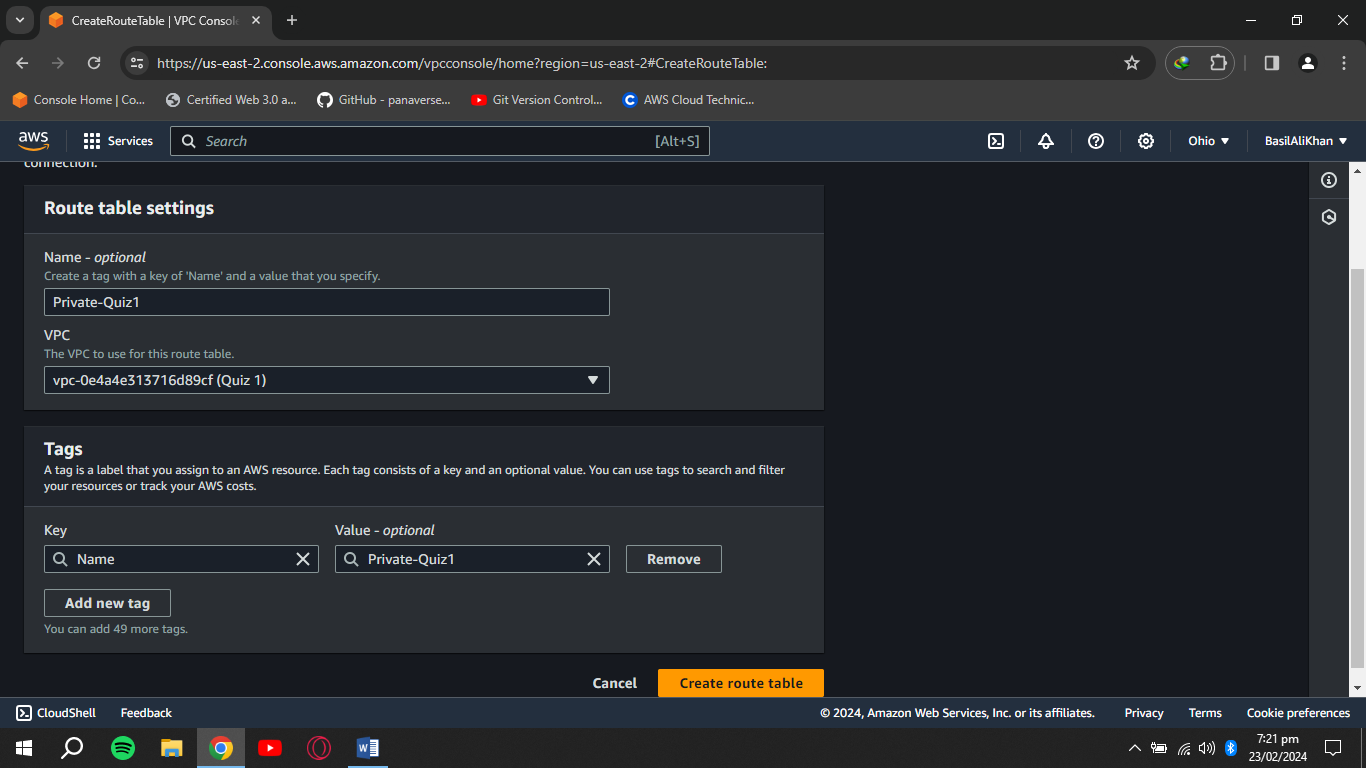 CreateRouteTable | VPC Consol
https://us-east-2.console.aws.amazon.com/vpcconsole/home?region=us-east-2#CreateRouteTable:
Console Home | Co... Certified Web 3.0 a... GitHub - panaverse... Git Version Control... AWS Cloud Technic...
aws Services Search [Alt+S] Ohio BasilAliKhan
connection.
Route table settings
Name - optional
Create a tag with a key of 'Name' and a value that you specify.
Private-Quiz1
VPC
The VPC to use for this route table.
vpc-0e4a4e313716d89cf (Quiz 1)
Tags
A tag is a label that you assign to an AWS resource. Each tag consists of a key and an optional value. You can use tags to search and filter
your resources or track your AWS costs.
Key Value - optional
Name Private-Quiz1 Remove
Add new tag
You can add 49 more tags.
Cancel Create route table
CloudShell Feedback © 2024, Amazon Web Services, Inc. or its affiliates. Privacy Terms Cookie preferences
7:21 pm
23/02/2024